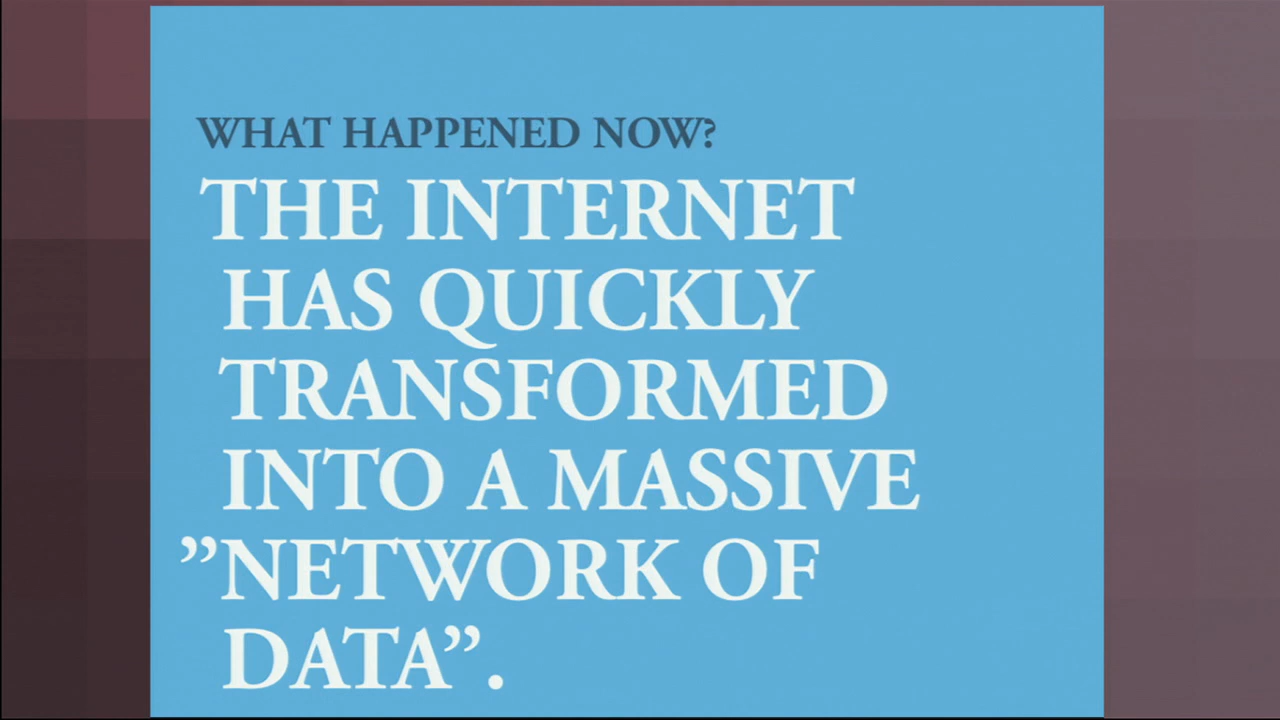 WHAT HAPPENED NOW?
THE INTERNET
HAS QUICKLY
TRANSFORMED
INTO A MASSIVE
”NETWORK OF
DATA”.